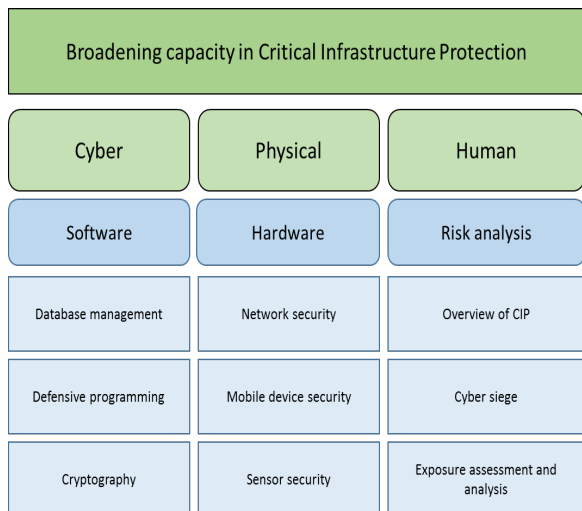 Broadening capacity in Critical Infrastructure Protection
Cyber
Physical
Human
Software
Hardware
Risk analysis
Database management
Network security
Overview of CIP
Defensive programming
Mobile device security
Cyber siege
Cryptography
Sensor security
Exposure assessment and
analysis